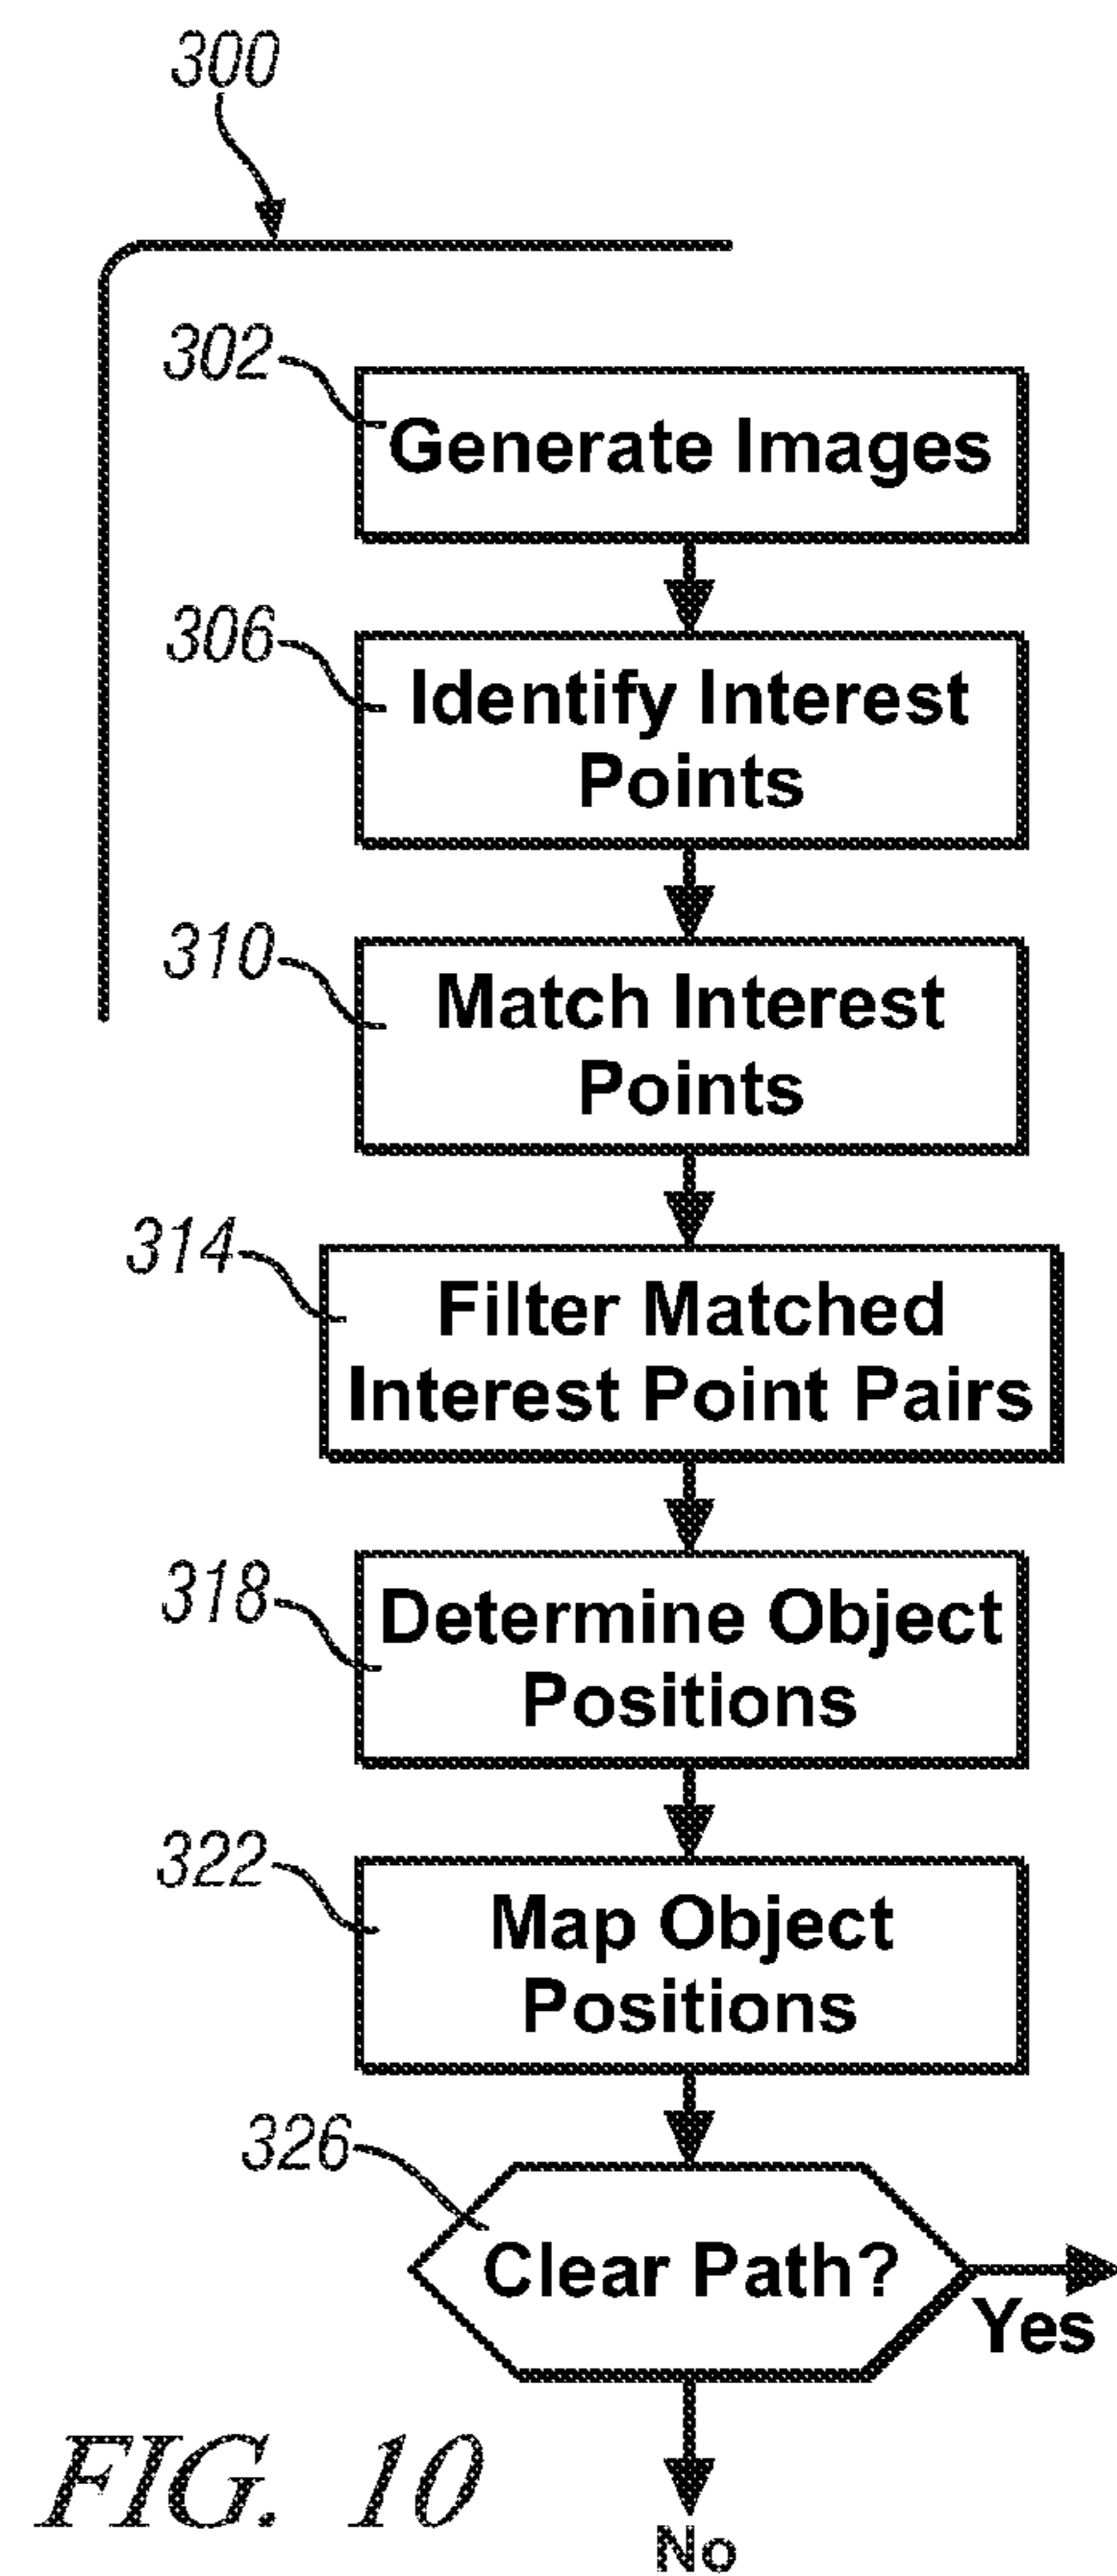 300
302
Generate Images
306
Identify Interest
Points
310
Match Interest
Points
314
Filter Matched
Interest Point Pairs
318
Determine Object
Positions
322
Map Object
Positions
326
Clear Path?
Yes
No
FIG. 10